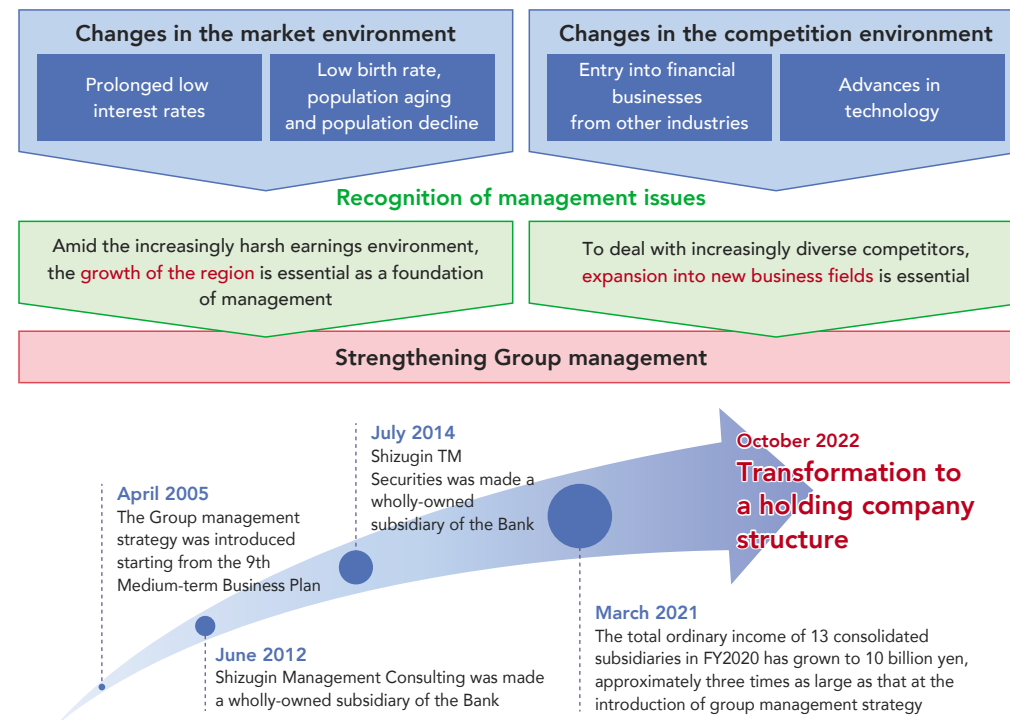 Changes in the market environment
Prolonged low
interest rates
Low birth rate,
population aging
and population decline
Changes in the competition environment
Entry into financial
businesses
from other industries
Advances in
technology
Recognition of management issues
Amid the increasingly harsh earnings environment,
the growth of the region is essential as a foundation
of management
To deal with increasingly diverse competitors,
expansion into new business fields is essential
Strengthening Group management
April 2005
The Group management
strategy was introduced
starting from the 9th
Medium-term Business Plan
June 2012
Shizugin Management Consulting was made
a wholly-owned subsidiary of the Bank
July 2014
Shizugin TM
Securities was made a
wholly-owned
subsidiary of the Bank
March 2021
The total ordinary income of 13 consolidated
subsidiaries in FY2020 has grown to 10 billion yen,
approximately three times as large as that at the
introduction of group management strategy
October 2022
Transformation to
a holding company
structure